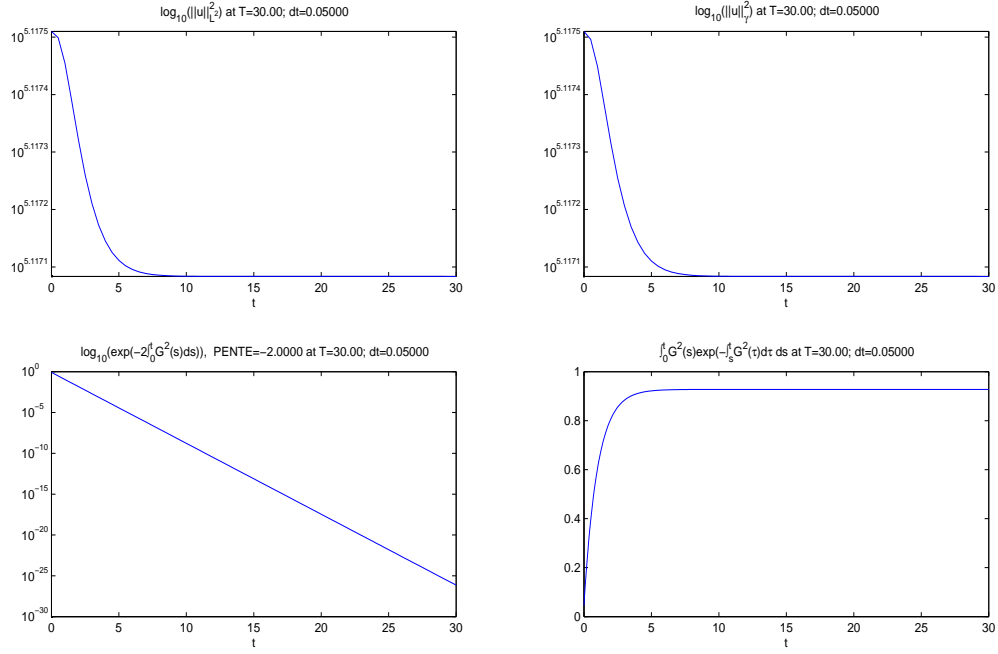 log₁₀(||u||²_L²) at T=30.00; dt=0.05000
10^5.1175
10^5.1174
10^5.1173
10^5.1172
10^5.1171
0 5 10 15 20 25 30
t
log₁₀(||u||²_γ) at T=30.00; dt=0.05000
10^5.1175
10^5.1174
10^5.1173
10^5.1172
10^5.1171
0 5 10 15 20 25 30
t
log₁₀(exp(−2∫₀ᵗG²(s)ds)), PENTE=−2.0000 at T=30.00; dt=0.05000
10^0
10^−5
10^−10
10^−15
10^−20
10^−25
10^−30
0 5 10 15 20 25 30
t
∫₀ᵗG²(s)exp(−∫ₛᵗG²(τ)dτ ds at T=30.00; dt=0.05000
1
0.8
0.6
0.4
0.2
0
0 5 10 15 20 25 30
t